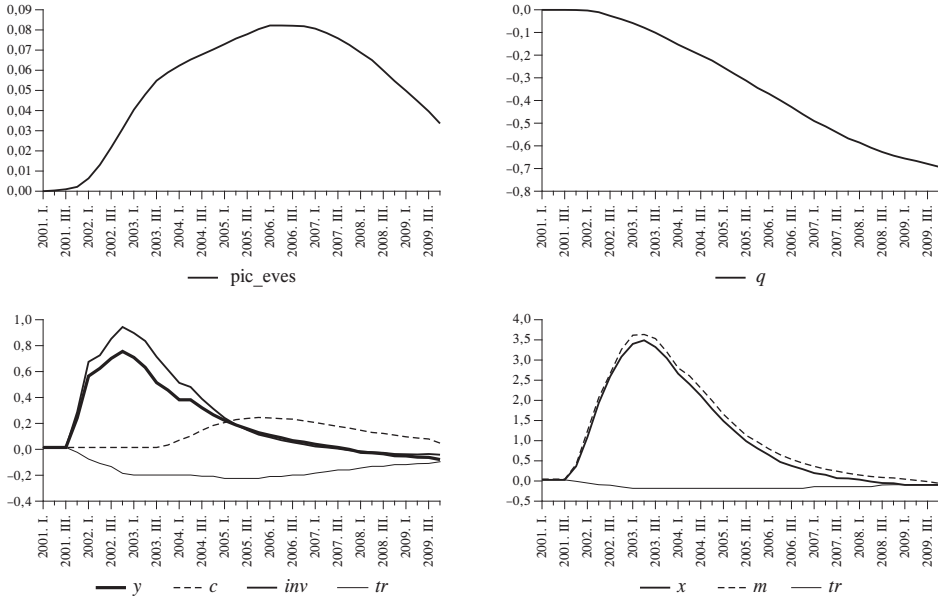 0,09
0,08
0,07
0,06
0,05
0,04
0,03
0,02
0,01
0,00
2001. I.
2001. III.
2002. I.
2002. III.
2003. I.
2003. III.
2004. I.
2004. III.
2005. I.
2005. III.
2006. I.
2006. III.
2007. I.
2007. III.
2008. I.
2008. III.
2009. I.
2009. III.
pic_eves
0,0
–0,1
–0,2
–0,3
–0,4
–0,5
–0,6
–0,7
–0,8
2001. I.
2001. III.
2002. I.
2002. III.
2003. I.
2003. III.
2004. I.
2004. III.
2005. I.
2005. III.
2006. I.
2006. III.
2007. I.
2007. III.
2008. I.
2008. III.
2009. I.
2009. III.
q
1,0
0,8
0,6
0,4
0,2
0,0
–0,2
–0,4
2001. I.
2001. III.
2002. I.
2002. III.
2003. I.
2003. III.
2004. I.
2004. III.
2005. I.
2005. III.
2006. I.
2006. III.
2007. I.
2007. III.
2008. I.
2008. III.
2009. I.
2009. III.
y c inv tr
4,0
3,5
3,0
2,5
2,0
1,5
1,0
0,5
0,0
–0,5
2001. I.
2001. III.
2002. I.
2002. III.
2003. I.
2003. III.
2004. I.
2004. III.
2005. I.
2005. III.
2006. I.
2006. III.
2007. I.
2007. III.
2008. I.
2008. III.
2009. I.
2009. III.
x m tr